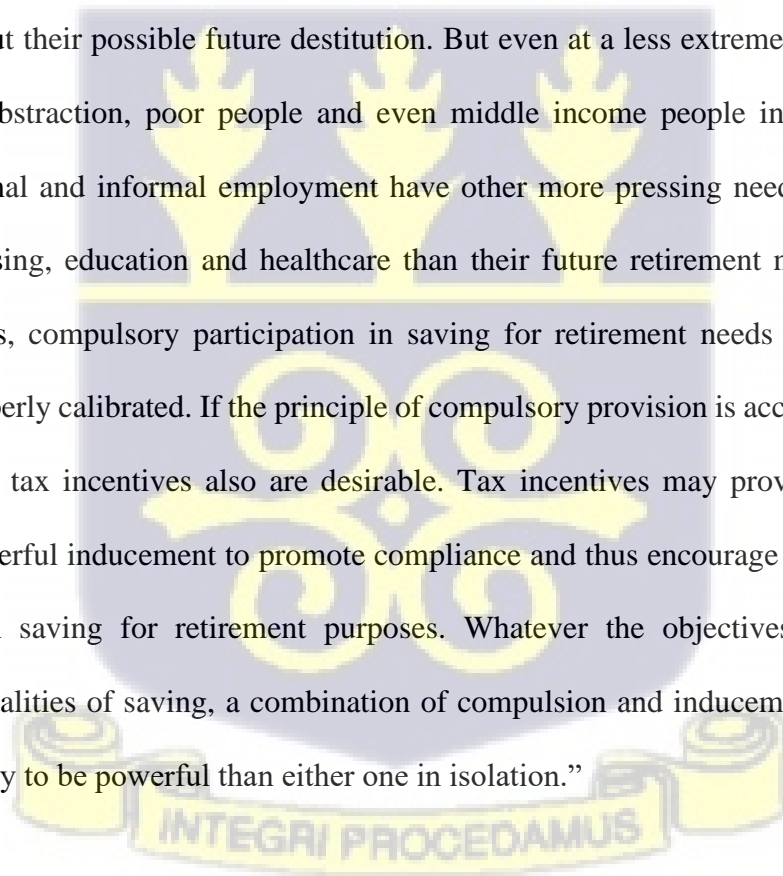 ut their possible future destitution. But even at a less extreme
bstraction, poor people and even middle income people in
nal and informal employment have other more pressing need
sing, education and healthcare than their future retirement n
s, compulsory participation in saving for retirement needs
perly calibrated. If the principle of compulsory provision is acc
tax incentives also are desirable. Tax incentives may prov
verful inducement to promote compliance and thus encourage
saving for retirement purposes. Whatever the objectives
alities of saving, a combination of compulsion and inducem
y to be powerful than either one in isolation.”
INTEGRI PROCEDAMUS